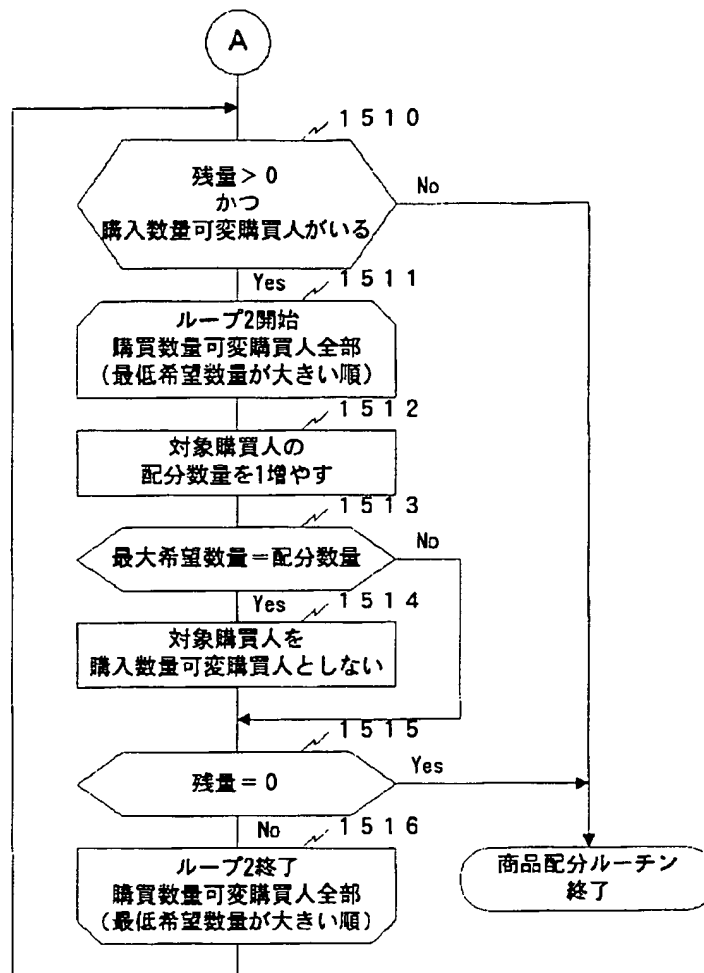 A
1510
残量>0
かつ
購入数量可変購買人がいる
No
Yes
1511
ループ2開始
購買数量可変購買人全部
(最低希望数量が大きい順)
1512
対象購買人の
配分数量を1増やす
1513
最大希望数量=配分数量
No
Yes
1514
対象購買人を
購入数量可変購買人としない
1515
残量=0
Yes
No
1516
ループ2終了
購買数量可変購買人全部
(最低希望数量が大きい順)
商品配分ルーチン
終了